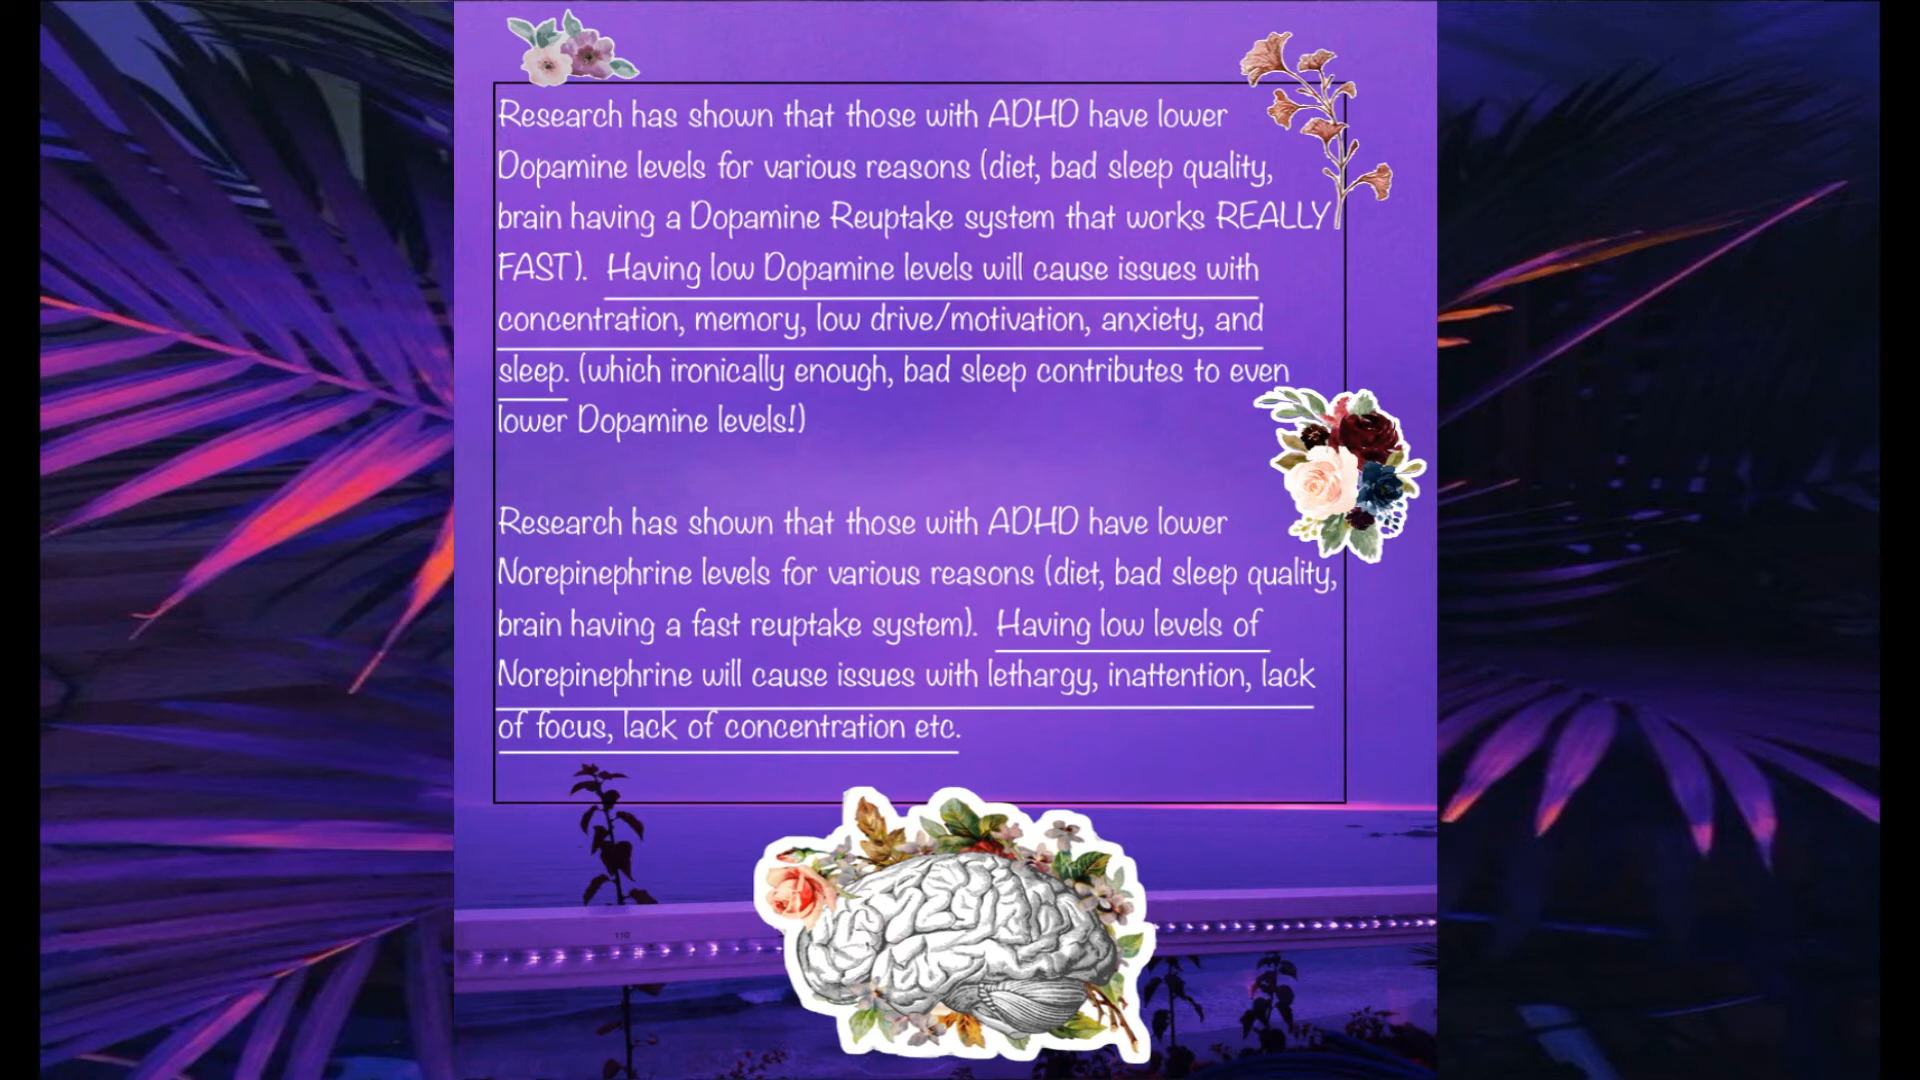 Research has shown that those with ADHD have lower
Dopamine levels for various reasons (diet, bad sleep quality,
brain having a Dopamine Reuptake system that works REALLY
FAST). Having low Dopamine levels will cause issues with
concentration, memory, low drive/motivation, anxiety, and
sleep. (which ironically enough, bad sleep contributes to even
lower Dopamine levels!)
Research has shown that those with ADHD have lower
Norepinephrine levels for various reasons (diet, bad sleep quality,
brain having a fast reuptake system). Having low levels of
Norepinephrine will cause issues with lethargy, inattention, lack
of focus, lack of concentration etc.
110